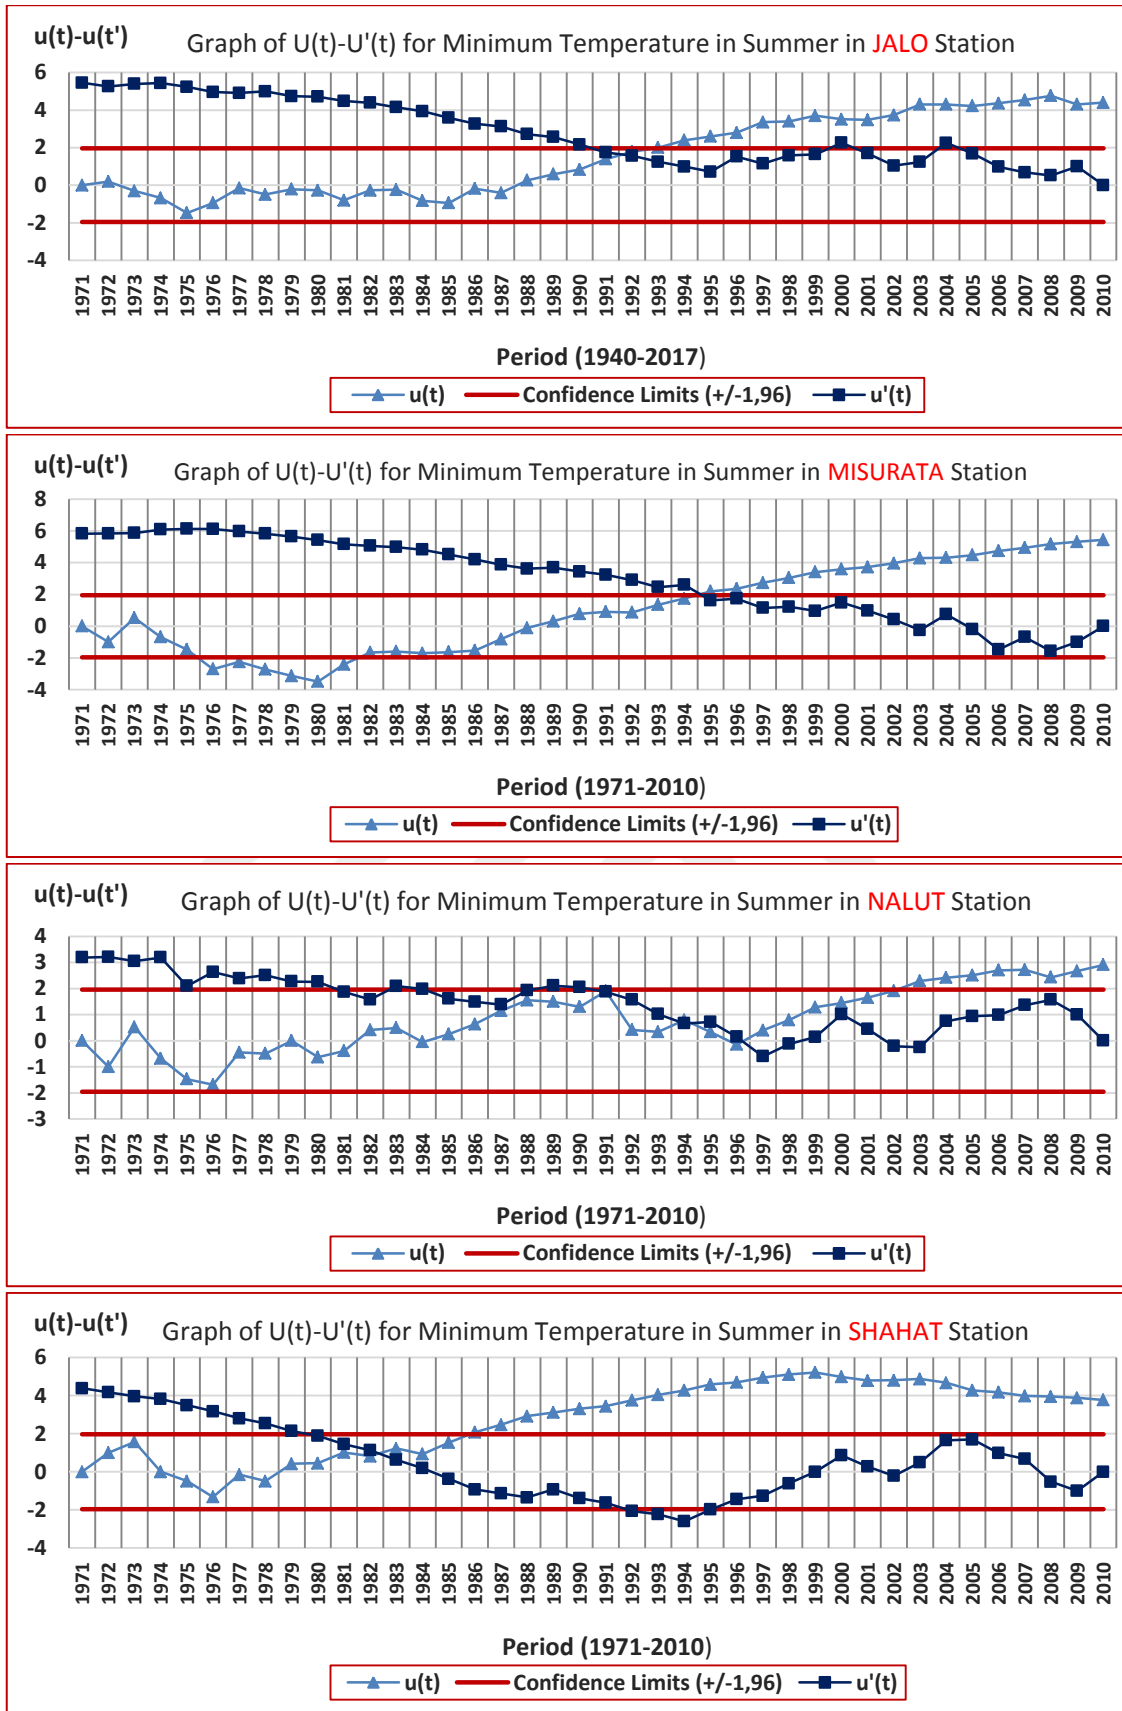 u(t)-u(t')
Graph of U(t)-U'(t) for Minimum Temperature in Summer in JALO Station
6
4
2
0
-2
-4
1971 1972 1973 1974 1975 1976 1977 1978 1979 1980 1981 1982 1983 1984 1985 1986 1987 1988 1989 1990 1991 1992 1993 1994 1995 1996 1997 1998 1999 2000 2001 2002 2003 2004 2005 2006 2007 2008 2009 2010
Period (1940-2017)
u(t) Confidence Limits (+/-1,96) u'(t)
u(t)-u(t')
Graph of U(t)-U'(t) for Minimum Temperature in Summer in MISURATA Station
8
6
4
2
0
-2
-4
1971 1972 1973 1974 1975 1976 1977 1978 1979 1980 1981 1982 1983 1984 1985 1986 1987 1988 1989 1990 1991 1992 1993 1994 1995 1996 1997 1998 1999 2000 2001 2002 2003 2004 2005 2006 2007 2008 2009 2010
Period (1971-2010)
u(t) Confidence Limits (+/-1,96) u'(t)
u(t)-u(t')
Graph of U(t)-U'(t) for Minimum Temperature in Summer in NALUT Station
4
3
2
1
0
-1
-2
-3
1971 1972 1973 1974 1975 1976 1977 1978 1979 1980 1981 1982 1983 1984 1985 1986 1987 1988 1989 1990 1991 1992 1993 1994 1995 1996 1997 1998 1999 2000 2001 2002 2003 2004 2005 2006 2007 2008 2009 2010
Period (1971-2010)
u(t) Confidence Limits (+/-1,96) u'(t)
u(t)-u(t')
Graph of U(t)-U'(t) for Minimum Temperature in Summer in SHAHAT Station
6
4
2
0
-2
-4
1971 1972 1973 1974 1975 1976 1977 1978 1979 1980 1981 1982 1983 1984 1985 1986 1987 1988 1989 1990 1991 1992 1993 1994 1995 1996 1997 1998 1999 2000 2001 2002 2003 2004 2005 2006 2007 2008 2009 2010
Period (1971-2010)
u(t) Confidence Limits (+/-1,96) u'(t)